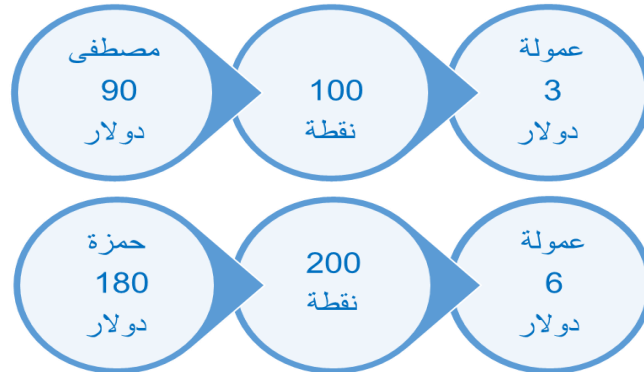 مصطفى
90
دولار
100
نقطة
عمولة
3
دولار
حمزة
180
دولار
200
نقطة
عمولة
6
دولار